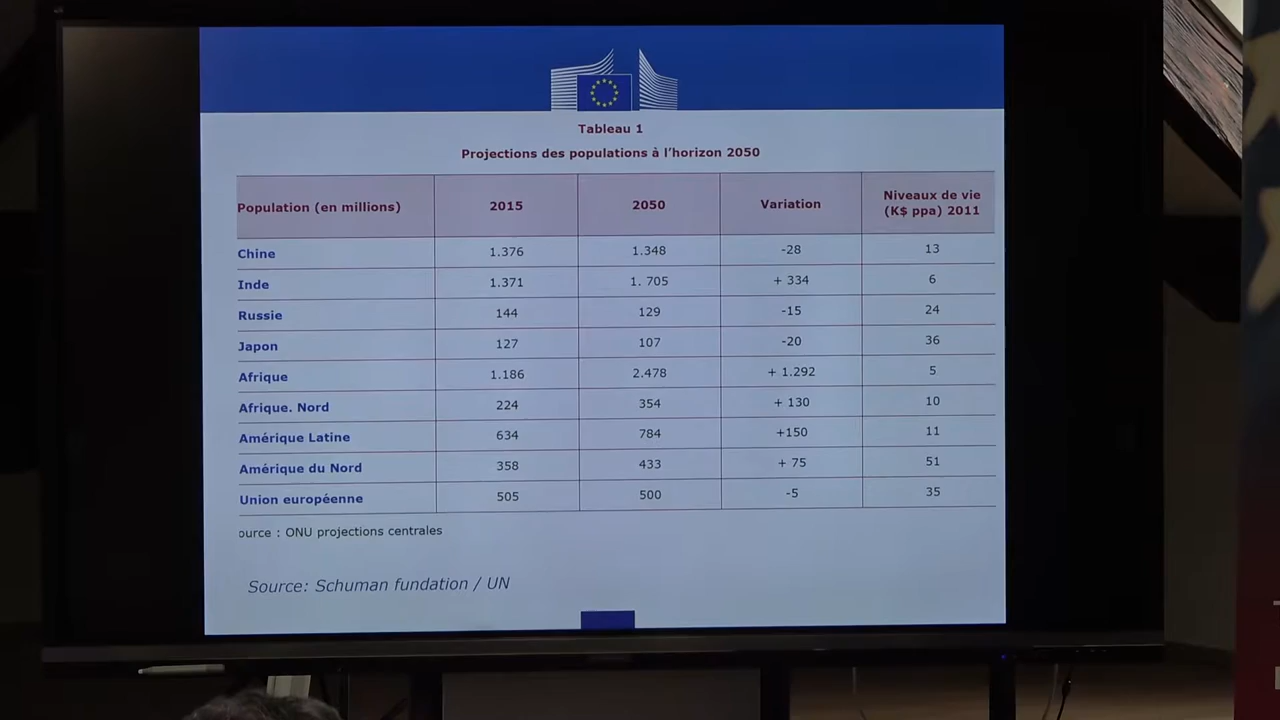 Tableau 1
Projections des populations à l'horizon 2050
Population (en millions) 2015 2050 Variation Niveaux de vie (K$ ppa) 2011
Chine 1.376 1.348 -28 13
Inde 1.371 1. 705 + 334 6
Russie 144 129 -15 24
Japon 127 107 -20 36
Afrique 1.186 2.478 + 1.292 5
Afrique. Nord 224 354 + 130 10
Amérique Latine 634 784 +150 11
Amérique du Nord 358 433 + 75 51
Union européenne 505 500 -5 35
ource : ONU projections centrales
Source: Schuman fundation / UN